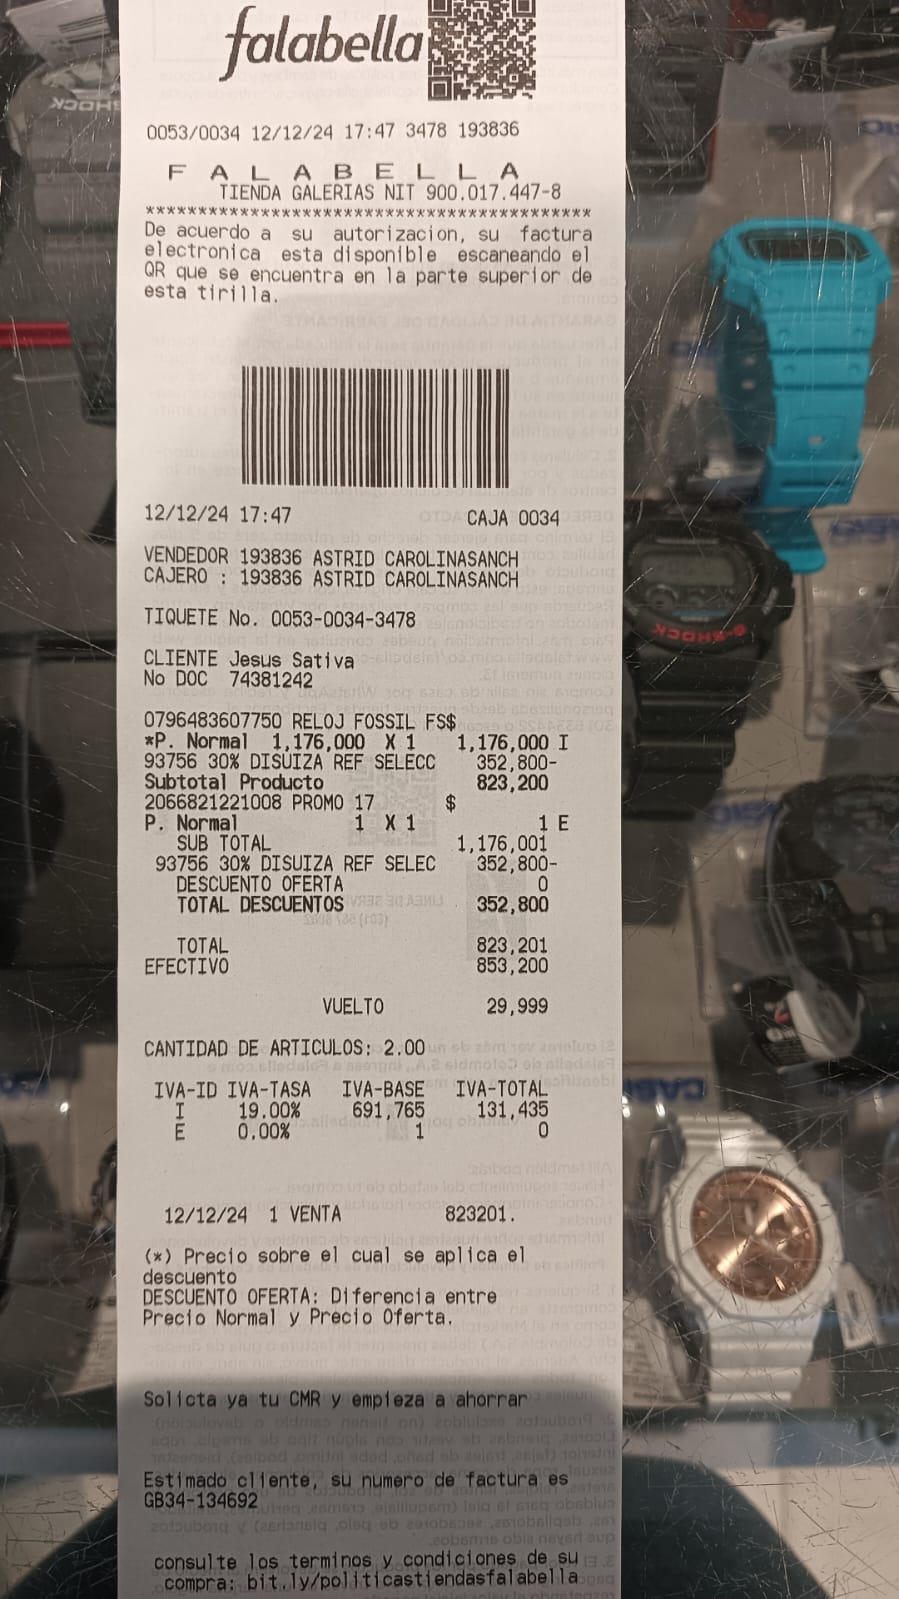 falabella
0053/0034 12/12/24 17:47 3478 193836
F A L A B E L L A
TIENDA GALERIAS NIT 900.017.447-8
******************************************
De acuerdo a su autorizacion, su factura
electronica esta disponible escaneando el
QR que se encuentra en la parte superior de
esta tirilla.
12/12/24 17:47 CAJA 0034
VENDEDOR 193836 ASTRID CAROLINASANCH
CAJERO : 193836 ASTRID CAROLINASANCH
TIQUETE No. 0053-0034-3478
CLIENTE Jesus Sativa
No DOC 74381242
0796483607750 RELOJ FOSSIL FS$
*P. Normal 1,176,000 X 1 1,176,000 I
93756 30% DISUIZA REF SELECC 352,800-
Subtotal Producto 823,200
2066821221008 PROMO 17 $
P. Normal 1 X 1 1 E
SUB TOTAL 1,176,001
93756 30% DISUIZA REF SELEC 352,800-
DESCUENTO OFERTA 0
TOTAL DESCUENTOS 352,800
TOTAL 823,201
EFECTIVO 853,200
VUELTO 29,999
CANTIDAD DE ARTICULOS: 2.00
IVA-ID IVA-TASA IVA-BASE IVA-TOTAL
I 19.00% 691,765 131,435
E 0.00% 1 0
12/12/24 1 VENTA 823201.
(*) Precio sobre el cual se aplica el
descuento
DESCUENTO OFERTA: Diferencia entre
Precio Normal y Precio Oferta.
Solicta ya tu CMR y empieza a ahorrar
Estimado cliente, su numero de factura es
GB34-134692
consulte los terminos y condiciones de su
compra: bit.ly/politicastiendasfalabella
G-SHOCK
CASIO